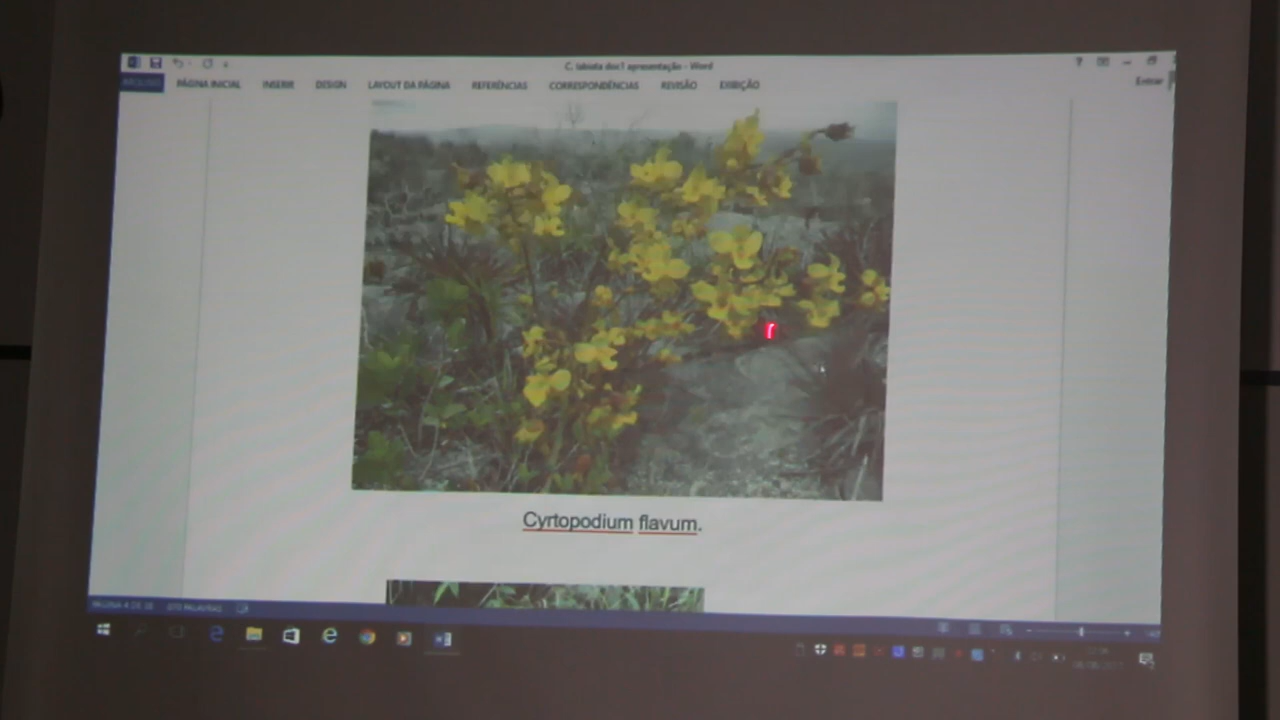 C. labiata doc1 apresentação - Word
ARQUIVO PÁGINA INICIAL INSERIR DESIGN LAYOUT DA PÁGINA REFERÊNCIAS CORRESPONDÊNCIAS REVISÃO EXIBIÇÃO
Entrar
Cyrtopodium flavum.